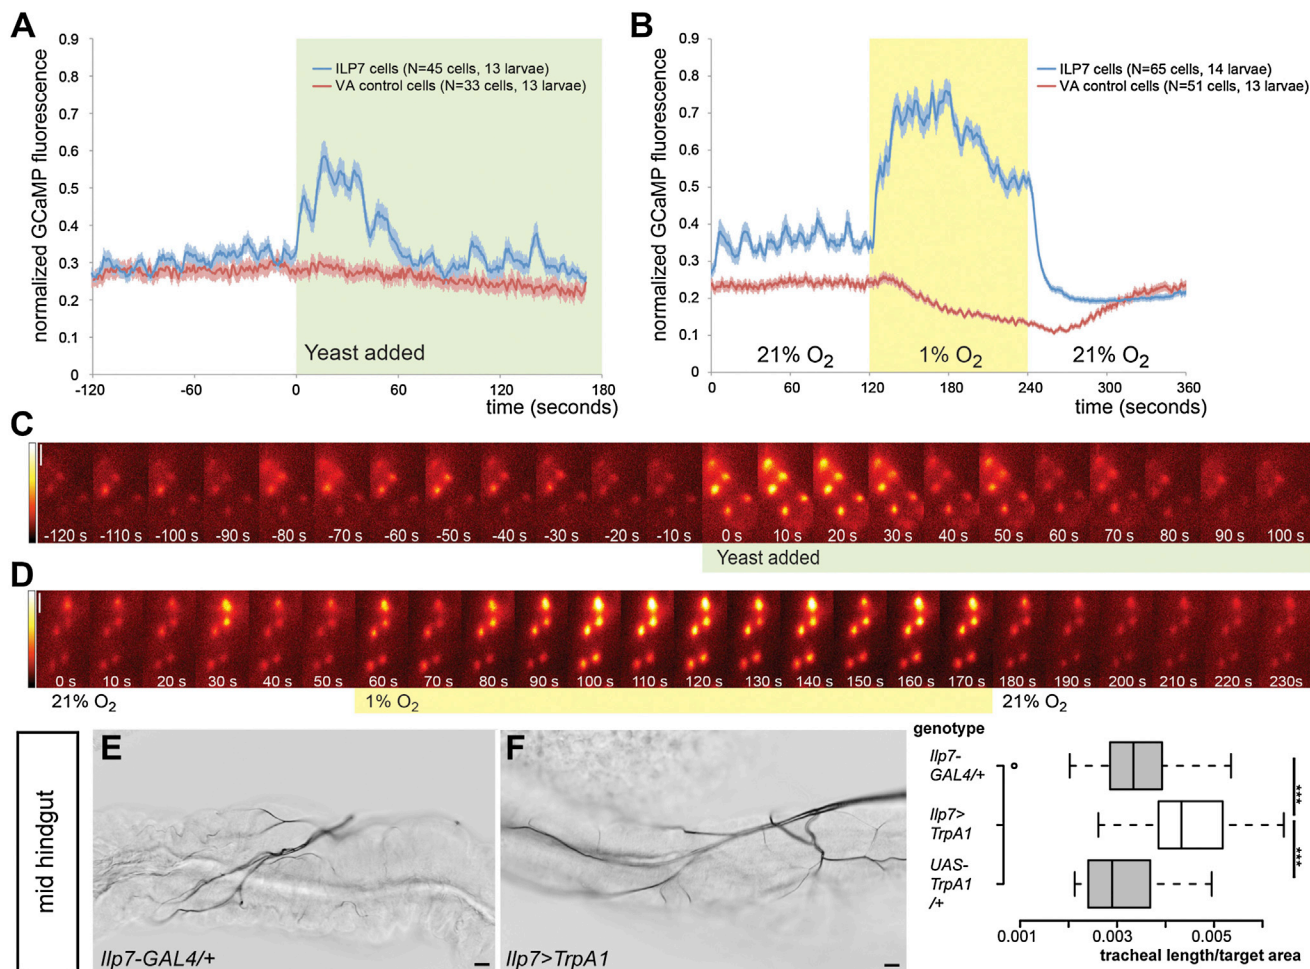 A
normalized GCaMP fluorescence
0.9
0.8
0.7
0.6
0.5
0.4
0.3
0.2
0.1
0
ILP7 cells (N=45 cells, 13 larvae)
VA control cells (N=33 cells, 13 larvae)
Yeast added
-120 -60 0 60 120 180
time (seconds)
B
normalized GCaMP fluorescence
0.9
0.8
0.7
0.6
0.5
0.4
0.3
0.2
0.1
0
ILP7 cells (N=65 cells, 14 larvae)
VA control cells (N=51 cells, 13 larvae)
21% O2 1% O2 21% O2
0 60 120 180 240 300 360
time (seconds)
C
-120 s -110 s -100 s -90 s -80 s -70 s -60 s -50 s -40 s -30 s -20 s -10 s 0 s 10 s 20 s 30 s 40 s 50 s 60 s 70 s 80 s 90 s 100 s
Yeast added
D
0 s 10 s 20 s 30 s 40 s 50 s 60 s 70 s 80 s 90 s 100 s 110 s 120 s 130 s 140 s 150 s 160 s 170 s 180 s 190 s 200 s 210 s 220 s 230s
21% O2 1% O2 21% O2
mid hindgut
E
Ilp7-GAL4/+
F
Ilp7>TrpA1
genotype
Ilp7-
GAL4/+
Ilp7>
TrpA1
UAS-
TrpA1
/+
***
***
0.001 0.003 0.005
tracheal length/target area